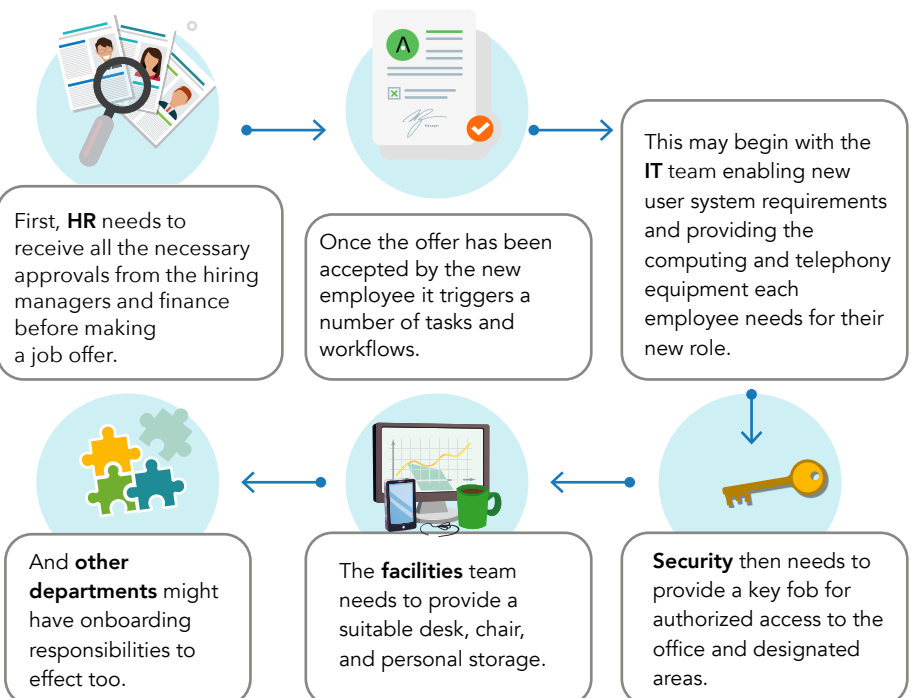 A
Manager
First, HR needs to
receive all the necessary
approvals from the hiring
managers and finance
before making
a job offer.
Once the offer has been
accepted by the new
employee it triggers a
number of tasks and
workflows.
This may begin with the
IT team enabling new
user system requirements
and providing the
computing and telephony
equipment each
employee needs for their
new role.
Security then needs to
provide a key fob for
authorized access to the
office and designated
areas.
The facilities team
needs to provide a
suitable desk, chair,
and personal storage.
And other
departments might
have onboarding
responsibilities to
effect too.